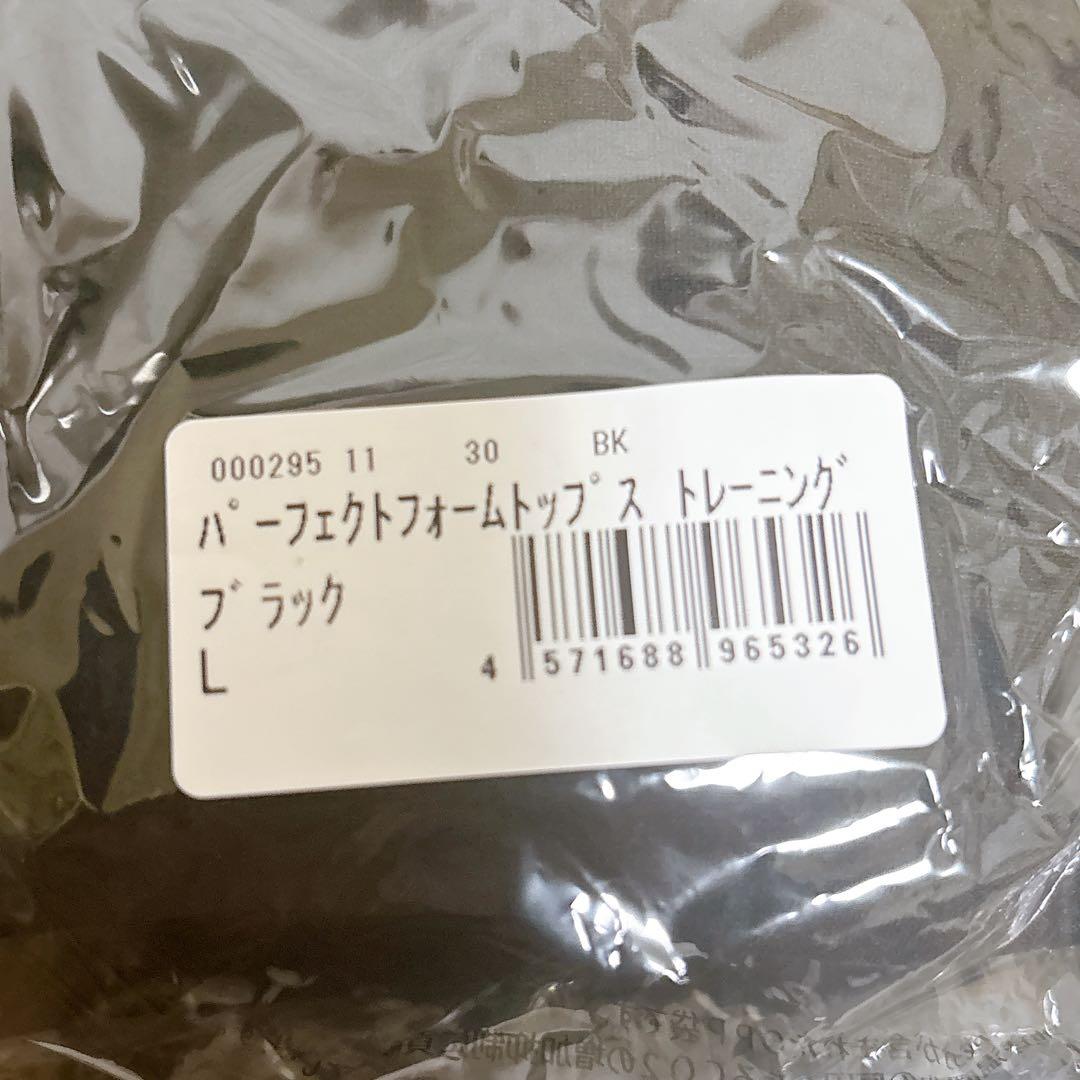 000295 11 30 BK
ﾊﾟｰﾌｪｸﾄﾌｫｰﾑﾄｯﾌﾟｽ ﾄﾚｰﾆﾝｸﾞ
ﾌﾞﾗｯｸ
L
4 571688 965326